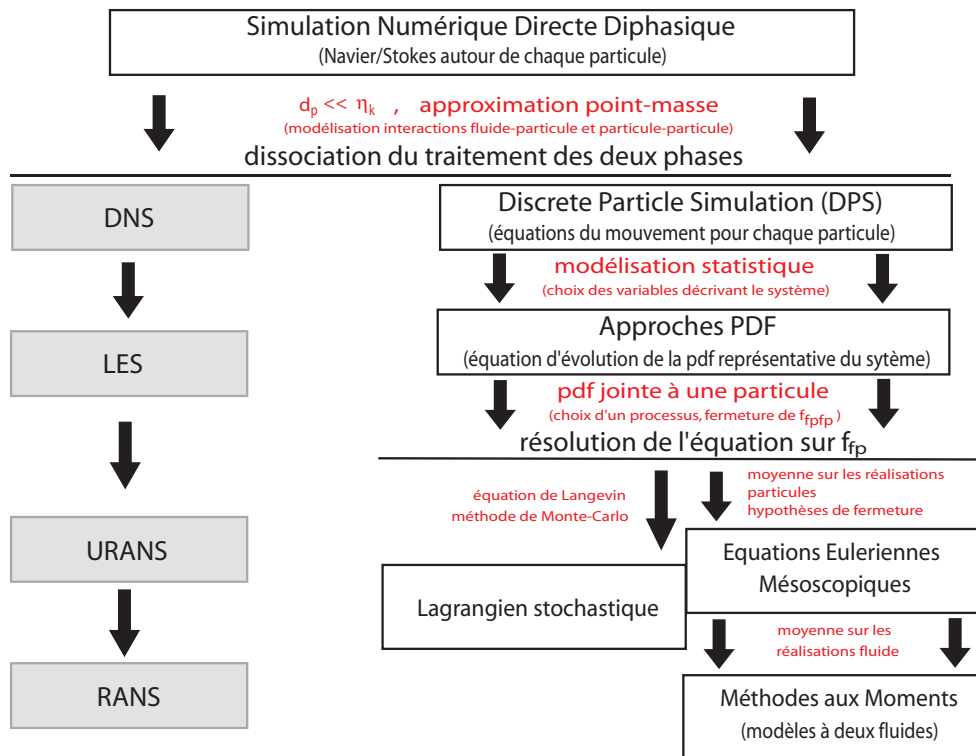 Simulation Numérique Directe Diphasique
(Navier/Stokes autour de chaque particule)
dp << ηk , approximation point-masse
(modélisation interactions fluide-particule et particule-particule)
dissociation du traitement des deux phases
DNS
LES
URANS
RANS
Discrete Particle Simulation (DPS)
(équations du mouvement pour chaque particule)
modélisation statistique
(choix des variables décrivant le système)
Approches PDF
(équation d'évolution de la pdf représentative du sytème)
pdf jointe à une particule
(choix d'un processus, fermeture de ffpfp )
résolution de l'équation sur ffp
équation de Langevin
méthode de Monte-Carlo
moyenne sur les réalisations
particules
hypothèses de fermeture
Lagrangien stochastique
Equations Euleriennes
Mésoscopiques
moyenne sur les
réalisations fluide
Méthodes aux Moments
(modèles à deux fluides)